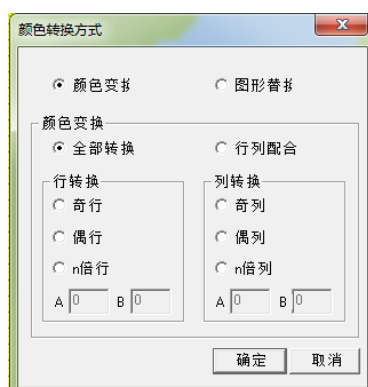 颜色转换方式
颜色变 图形替
颜色变换
全部转换 行列配合
行转换 列转换
奇行 奇列
偶行 偶列
n倍行 n倍列
A 0 B 0 A 0 B 0
确定 取消